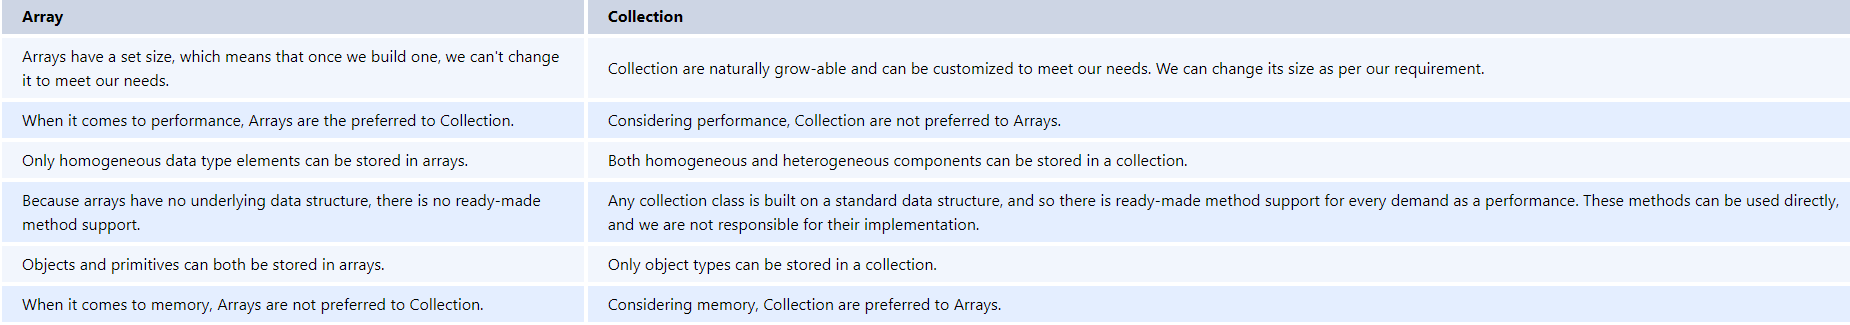 Array
Collection
Arrays have a set size, which means that once we build one, we can't change
it to meet our needs.
Collection are naturally grow-able and can be customized to meet our needs. We can change its size as per our requirement.
When it comes to performance, Arrays are the preferred to Collection.
Considering performance, Collection are not preferred to Arrays.
Only homogeneous data type elements can be stored in arrays.
Both homogeneous and heterogeneous components can be stored in a collection.
Because arrays have no underlying data structure, there is no ready-made
method support.
Any collection class is built on a standard data structure, and so there is ready-made method support for every demand as a performance. These methods can be used directly,
and we are not responsible for their implementation.
Objects and primitives can both be stored in arrays.
Only object types can be stored in a collection.
When it comes to memory, Arrays are not preferred to Collection.
Considering memory, Collection are preferred to Arrays.